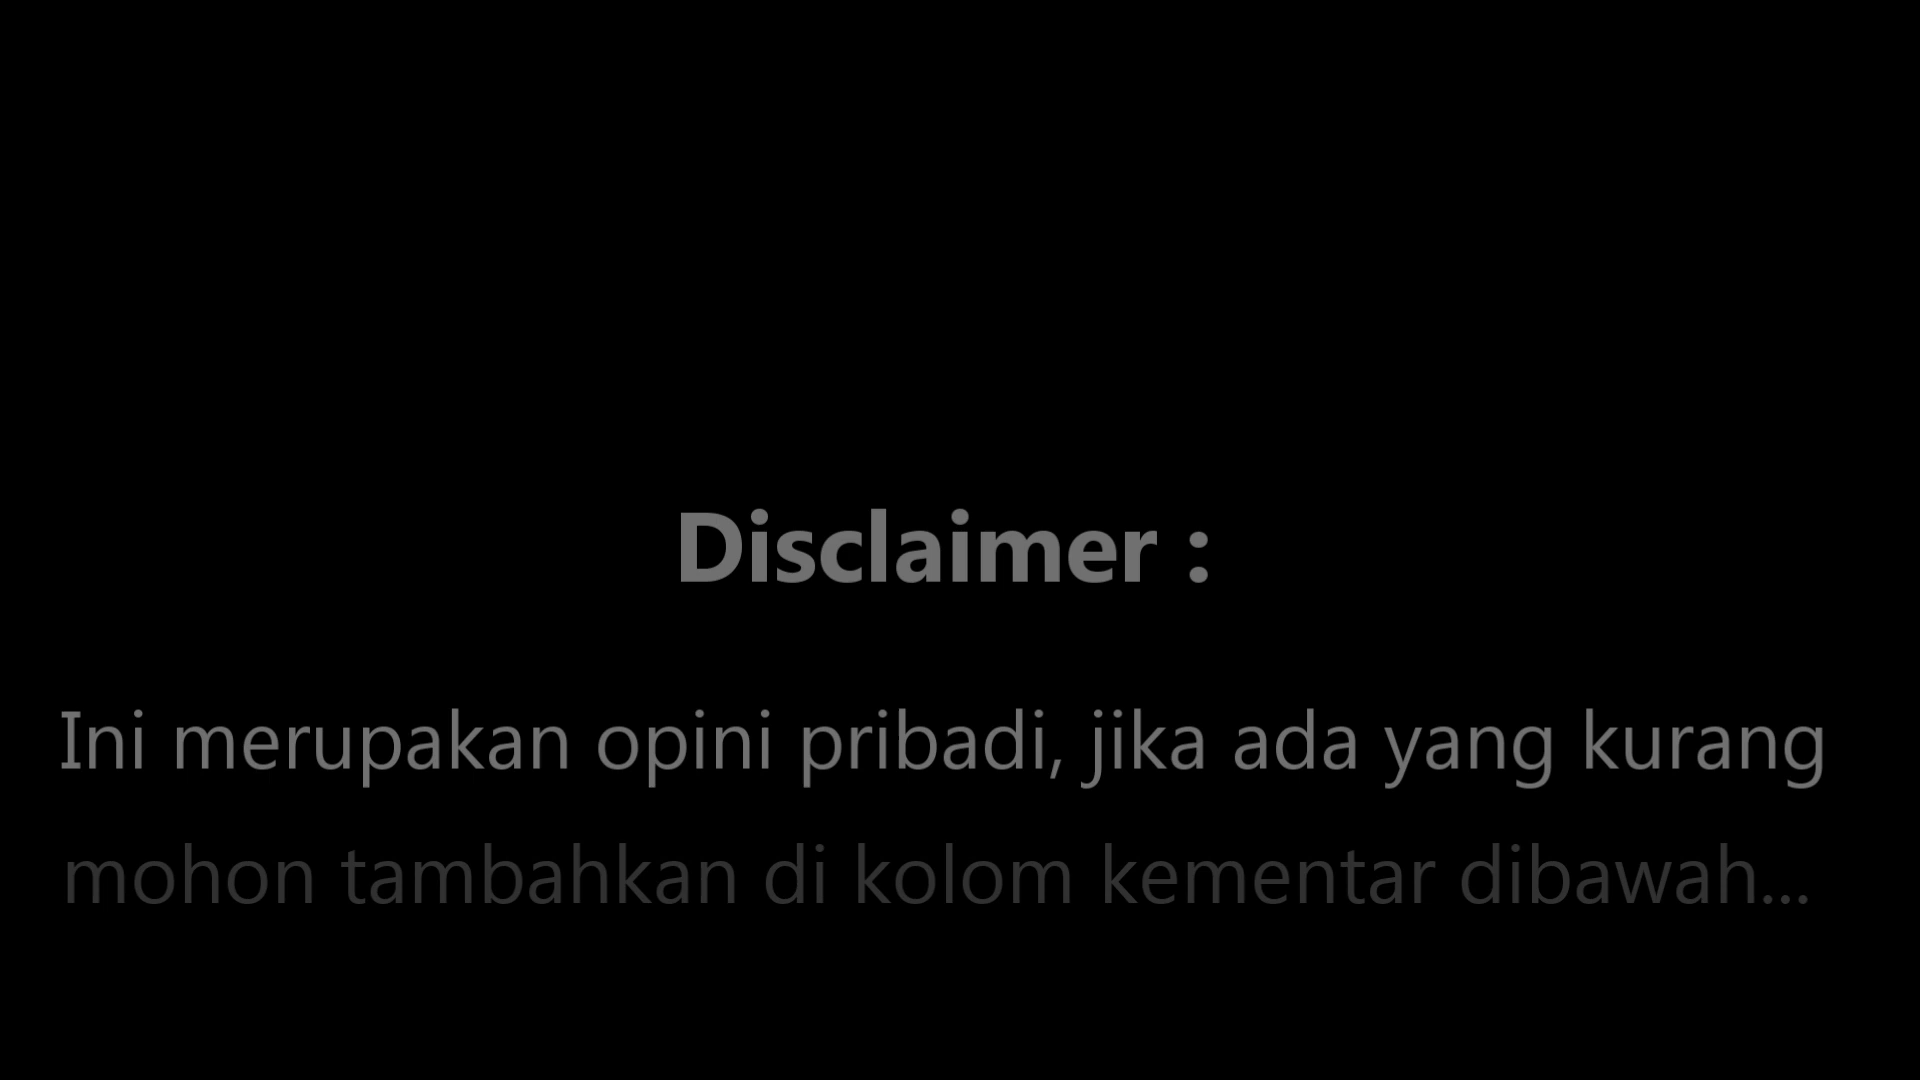 Disclaimer :
Ini merupakan opini pribadi, jika ada yang kurang
mohon tambahkan di kolom kementar dibawah...